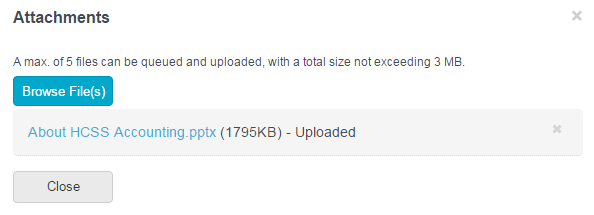 Attachments
A max. of 5 files can be queued and uploaded, with a total size not exceeding 3 MB.
Browse File(s)
About HCSS Accounting.pptx (1795KB) - Uploaded
Close